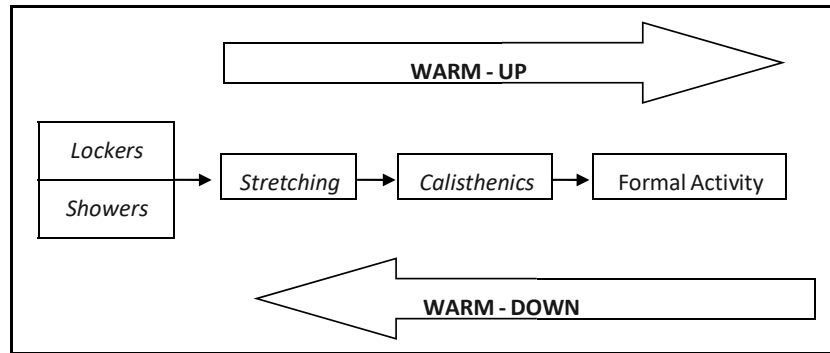 WARM - UP
Lockers
Showers
Stretching
Calisthenics
Formal Activity
WARM - DOWN